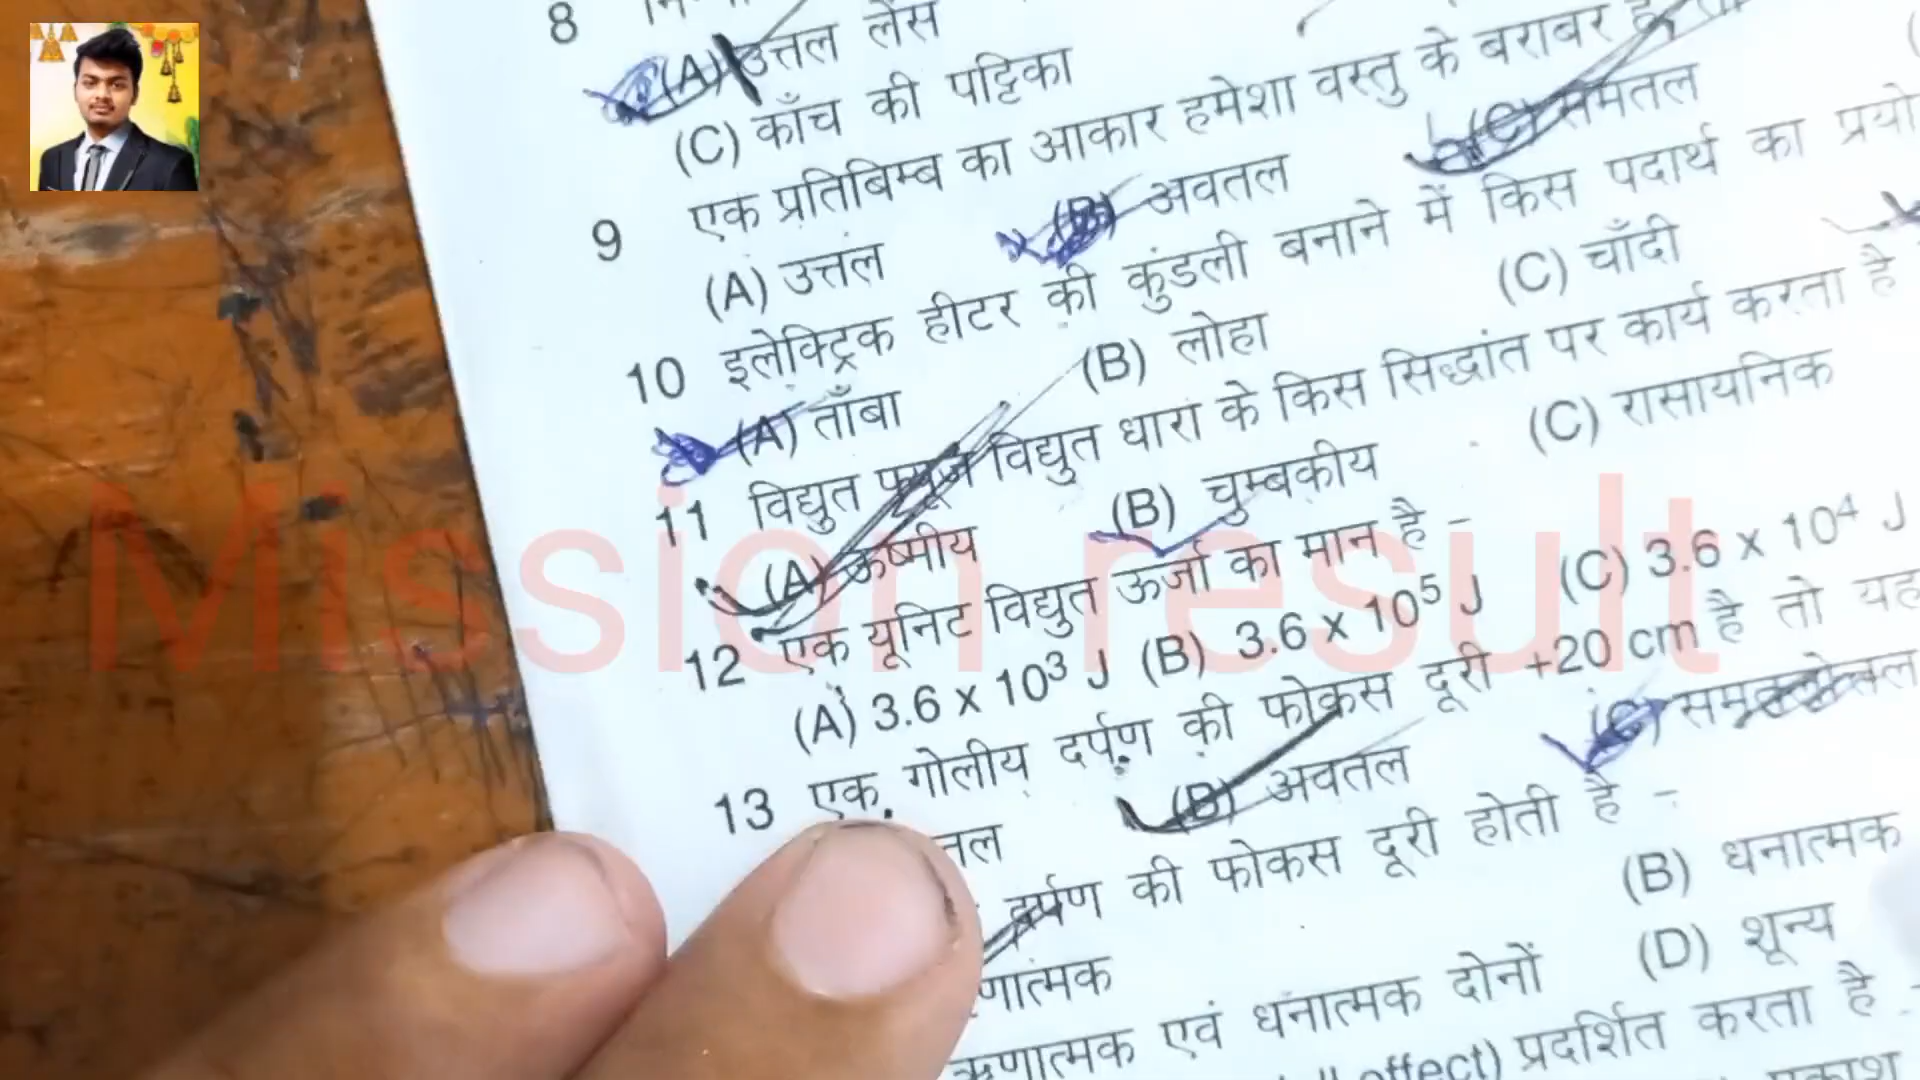 8
(A) उत्तल लेंस
(C) काँच की पट्टिका
9 एक प्रतिबिम्ब का आकार हमेशा वस्तु के बराबर
(A) उत्तल (B) अवतल (C) समतल
10 इलेक्ट्रिक हीटर की कुंडली बनाने में किस पदार्थ का
(A) ताँबा (B) लोहा (C) चाँदी
11 विद्युत फ्यूज विद्युत धारा के किस सिद्धांत पर कार्य करता है
(A) ऊष्मीय (B) चुम्बकीय (C) रासायनिक
12 एक यूनिट विद्युत ऊर्जा का मान है -
(A) 3.6 x 10³ J (B) 3.6 x 10⁵ J (C) 3.6 x 10⁴ J
13 एक गोलीय दर्पण की फोकस दूरी +20 cm है तो यह
(B) अवतल (C)
दर्पण की फोकस दूरी होती है -
(B) धनात्मक
ऋणात्मक एवं धनात्मक दोनों (D) शून्य
effect) प्रदर्शित करता है -
प्रकाश
Mission result